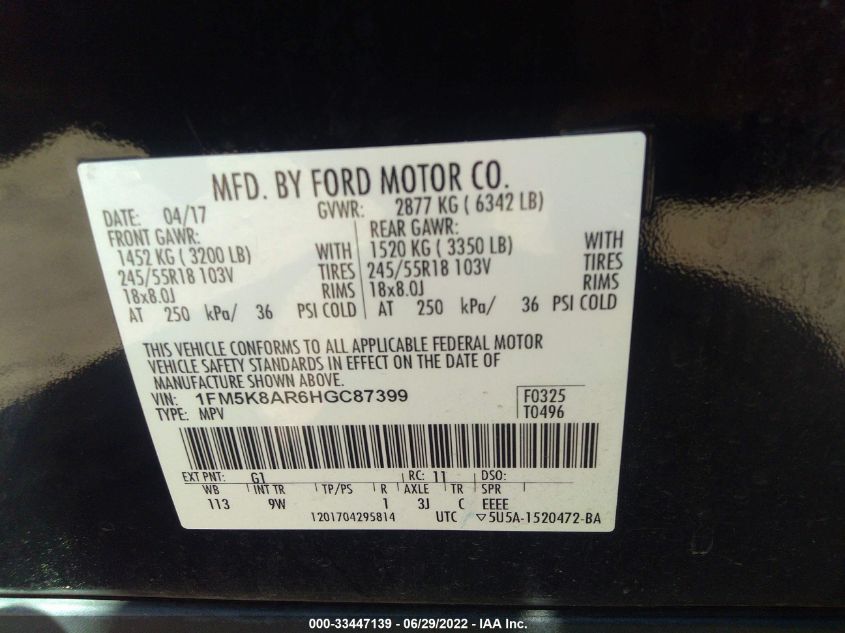 MFD. BY FORD MOTOR CO.
DATE: 04/17 GVWR: 2877 KG ( 6342 LB)
FRONT GAWR: REAR GAWR:
1452 KG ( 3200 LB) WITH 1520 KG ( 3350 LB) WITH
245/55R18 103V TIRES 245/55R18 103V TIRES
18x8.0J RIMS 18x8.0J RIMS
AT 250 kPa/ 36 PSI COLD AT 250 kPa/ 36 PSI COLD
THIS VEHICLE CONFORMS TO ALL APPLICABLE FEDERAL MOTOR
VEHICLE SAFETY STANDARDS IN EFFECT ON THE DATE OF
MANUFACTURE SHOWN ABOVE.
VIN: 1FM5K8AR6HGC87399 F0325
TYPE: MPV T0496
EXT PNT: G1 RC: 11 DSO:
WB INT TR TP/PS R AXLE TR SPR
113 9W 1 3J C EEEE
1201704295814 UTC ▽5U5A-1520472-BA
000-33447139 - 06/29/2022 - IAA Inc.